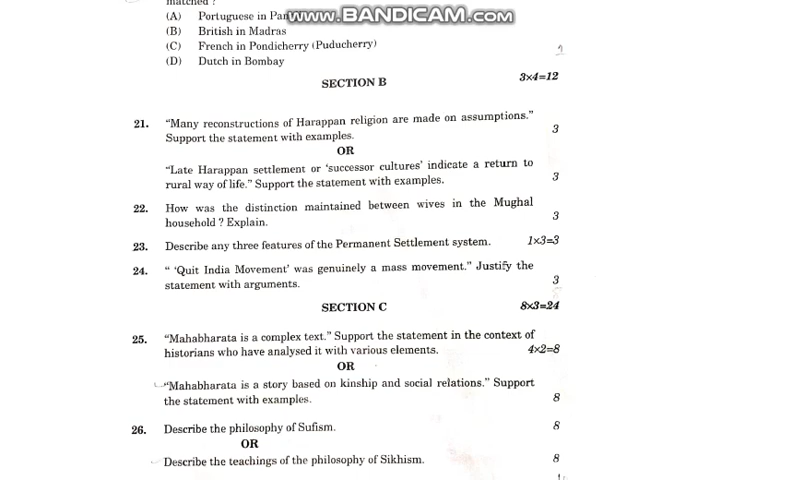 matched ?
www.BANDICAM.com
(A) Portuguese in
(B) British in Madras
(C) French in Pondicherry (Puducherry)
(D) Dutch in Bombay
SECTION B 3×4=12
21. “Many reconstructions of Harappan religion are made on assumptions.”
Support the statement with examples. 3
OR
“Late Harappan settlement or ‘successor cultures’ indicate a return to
rural way of life.” Support the statement with examples. 3
22. How was the distinction maintained between wives in the Mughal
household ? Explain. 3
23. Describe any three features of the Permanent Settlement system. 1×3=3
24. “ ‘Quit India Movement’ was genuinely a mass movement.” Justify the
statement with arguments. 3
SECTION C 8×3=24
25. “Mahabharata is a complex text.” Support the statement in the context of
historians who have analysed it with various elements. 4×2=8
OR
“Mahabharata is a story based on kinship and social relations.” Support
the statement with examples. 8
26. Describe the philosophy of Sufism. 8
OR
Describe the teachings of the philosophy of Sikhism. 8